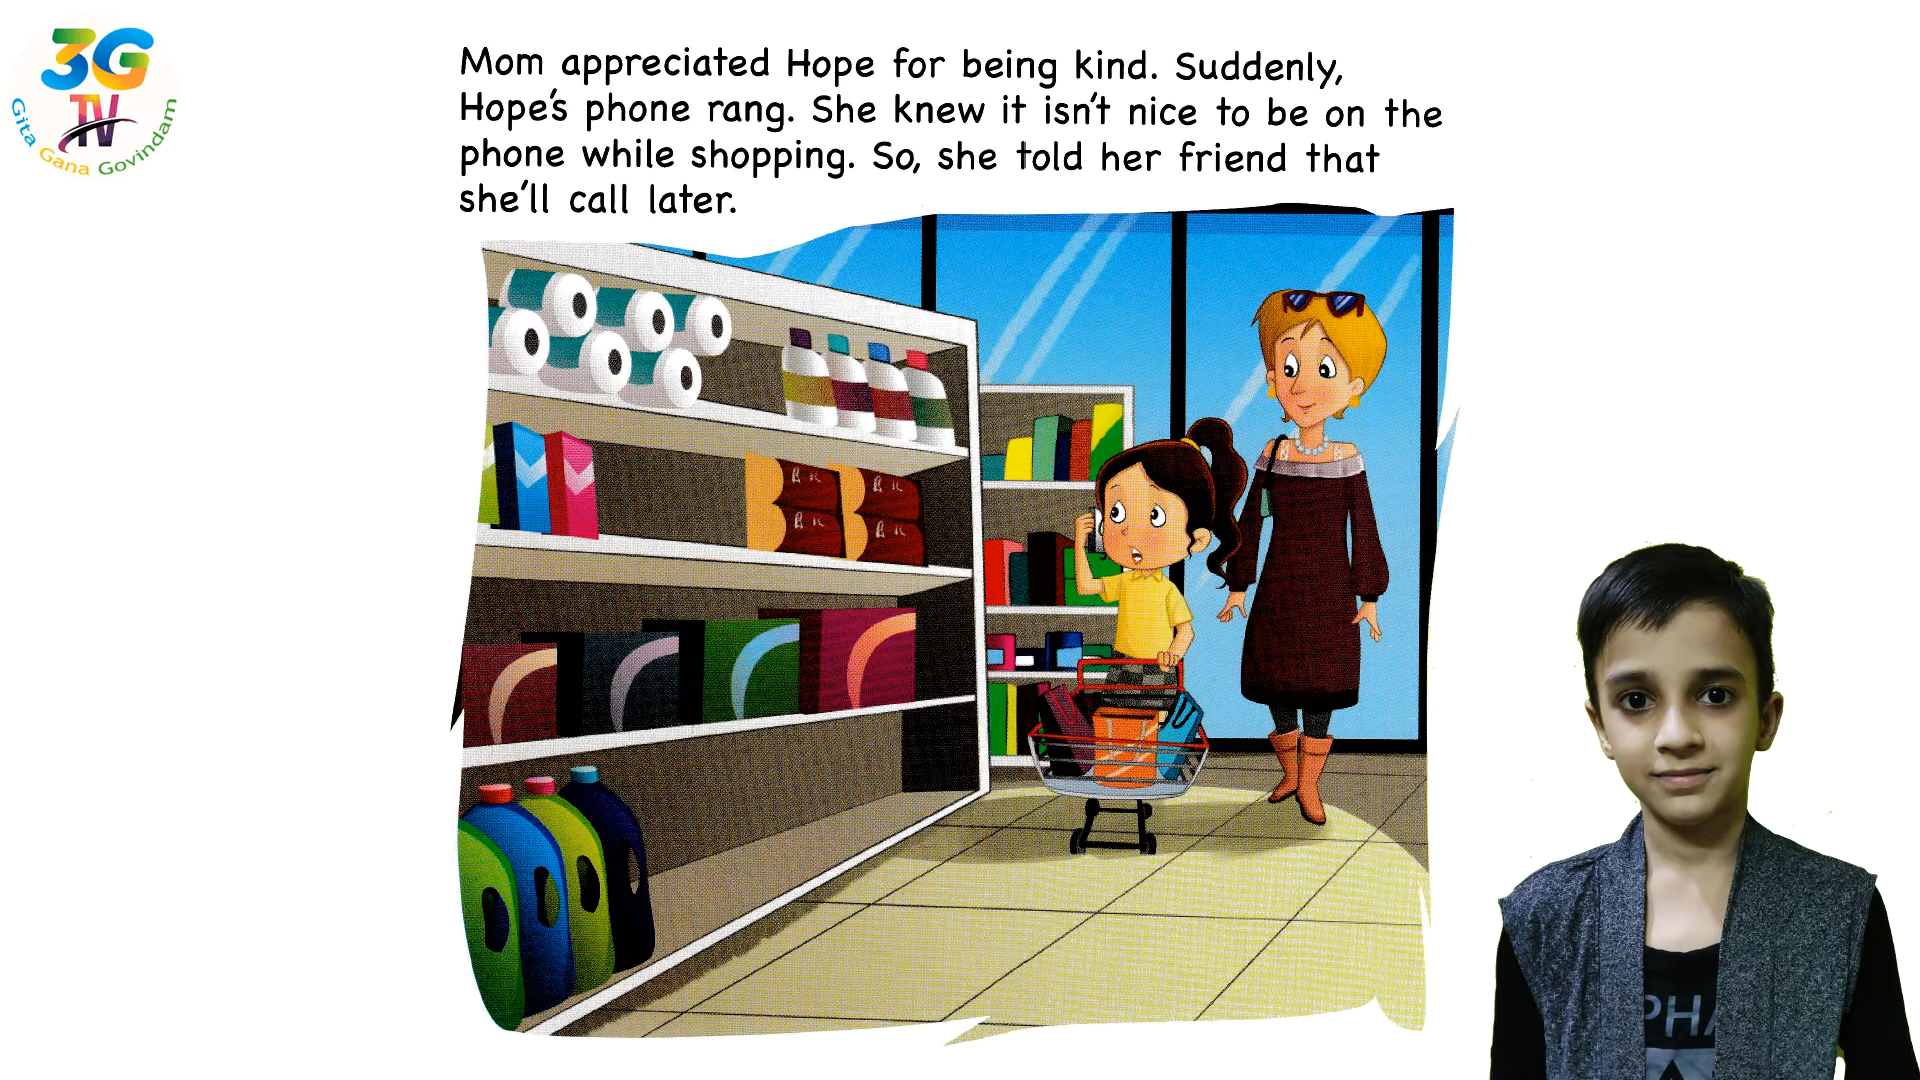 3G
TV
Gita Gana Govindam
Mom appreciated Hope for being kind. Suddenly,
Hope's phone rang. She knew it isn't nice to be on the
phone while shopping. So, she told her friend that
she'll call later.
PHA